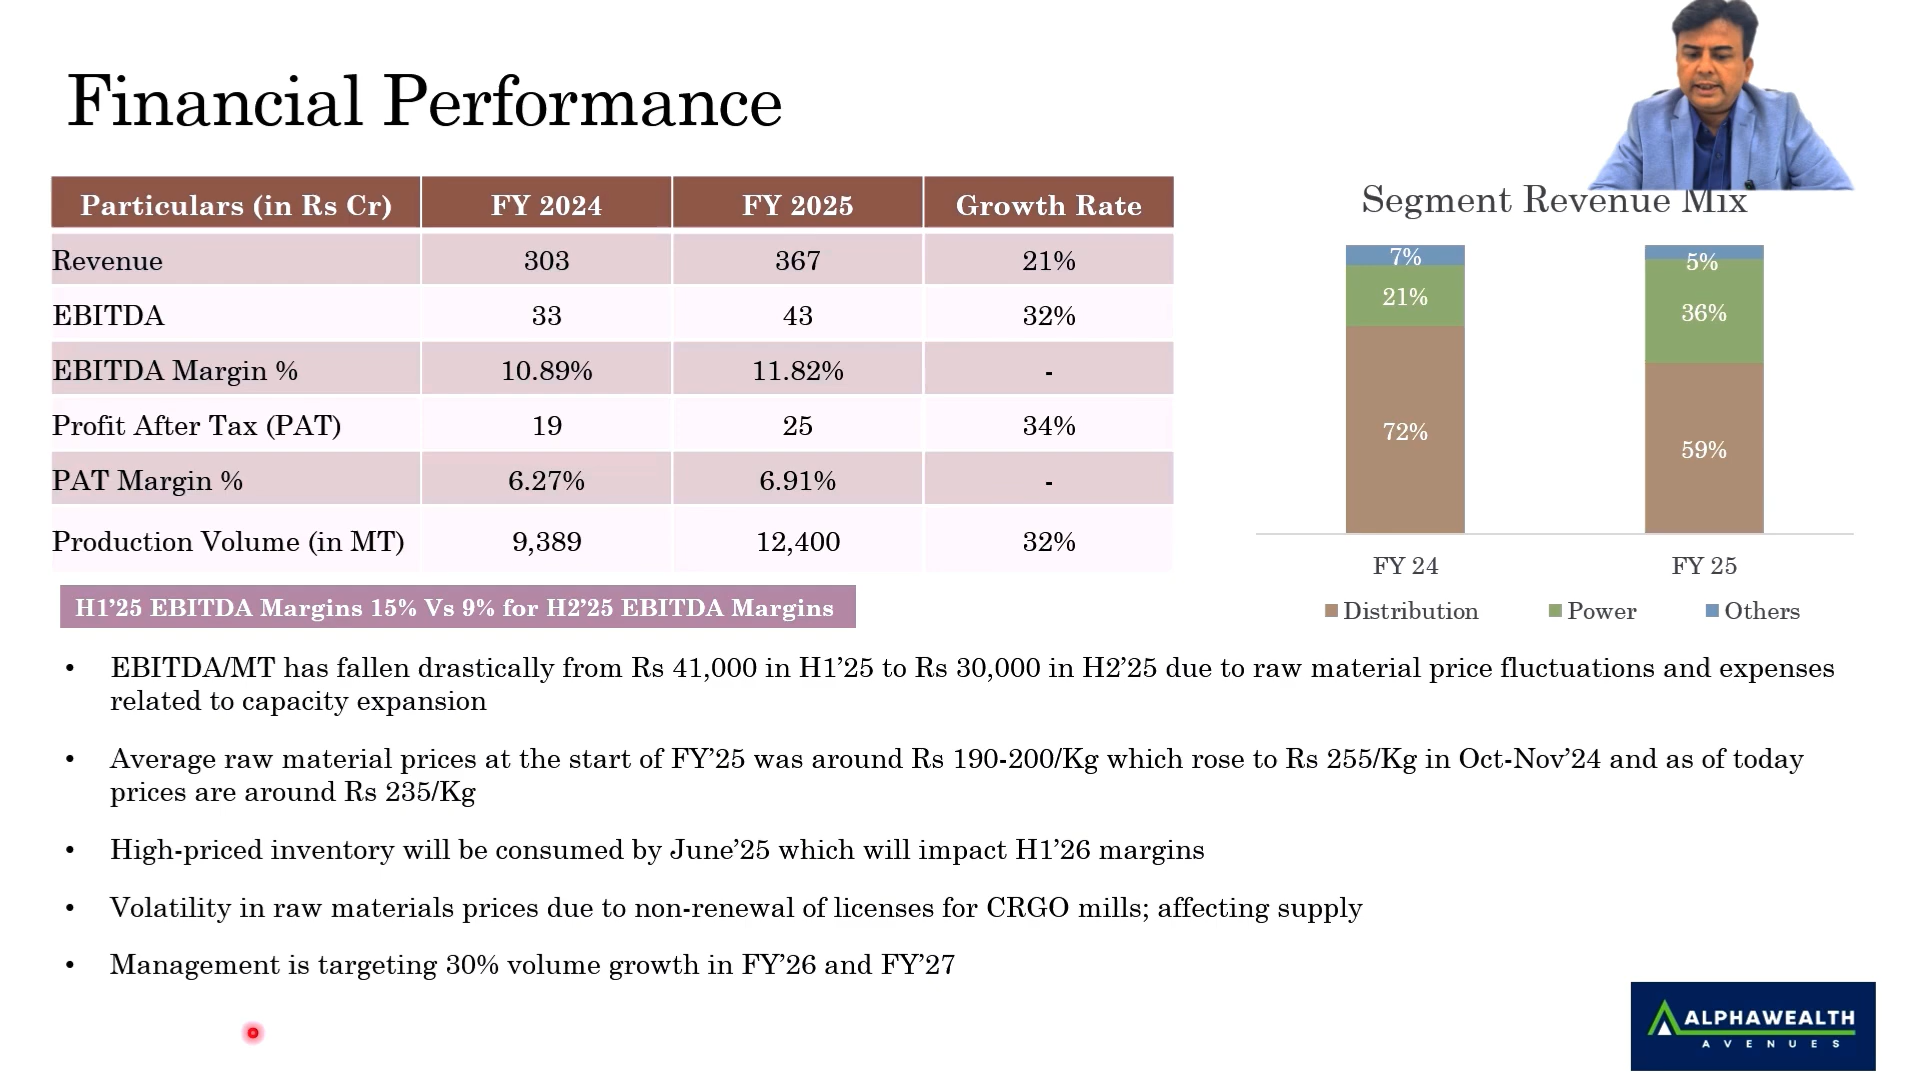 Financial Performance
Particulars (in Rs Cr) FY 2024 FY 2025 Growth Rate
Revenue 303 367 21%
EBITDA 33 43 32%
EBITDA Margin % 10.89% 11.82% -
Profit After Tax (PAT) 19 25 34%
PAT Margin % 6.27% 6.91% -
Production Volume (in MT) 9,389 12,400 32%
H1’25 EBITDA Margins 15% Vs 9% for H2’25 EBITDA Margins
Segment Revenue Mix
7% 5%
21% 36%
72% 59%
FY 24 FY 25
Distribution Power Others
• EBITDA/MT has fallen drastically from Rs 41,000 in H1’25 to Rs 30,000 in H2’25 due to raw material price fluctuations and expenses
related to capacity expansion
• Average raw material prices at the start of FY’25 was around Rs 190-200/Kg which rose to Rs 255/Kg in Oct-Nov’24 and as of today
prices are around Rs 235/Kg
• High-priced inventory will be consumed by June’25 which will impact H1’26 margins
• Volatility in raw materials prices due to non-renewal of licenses for CRGO mills; affecting supply
• Management is targeting 30% volume growth in FY’26 and FY’27
ALPHAWEALTH
AVENUES